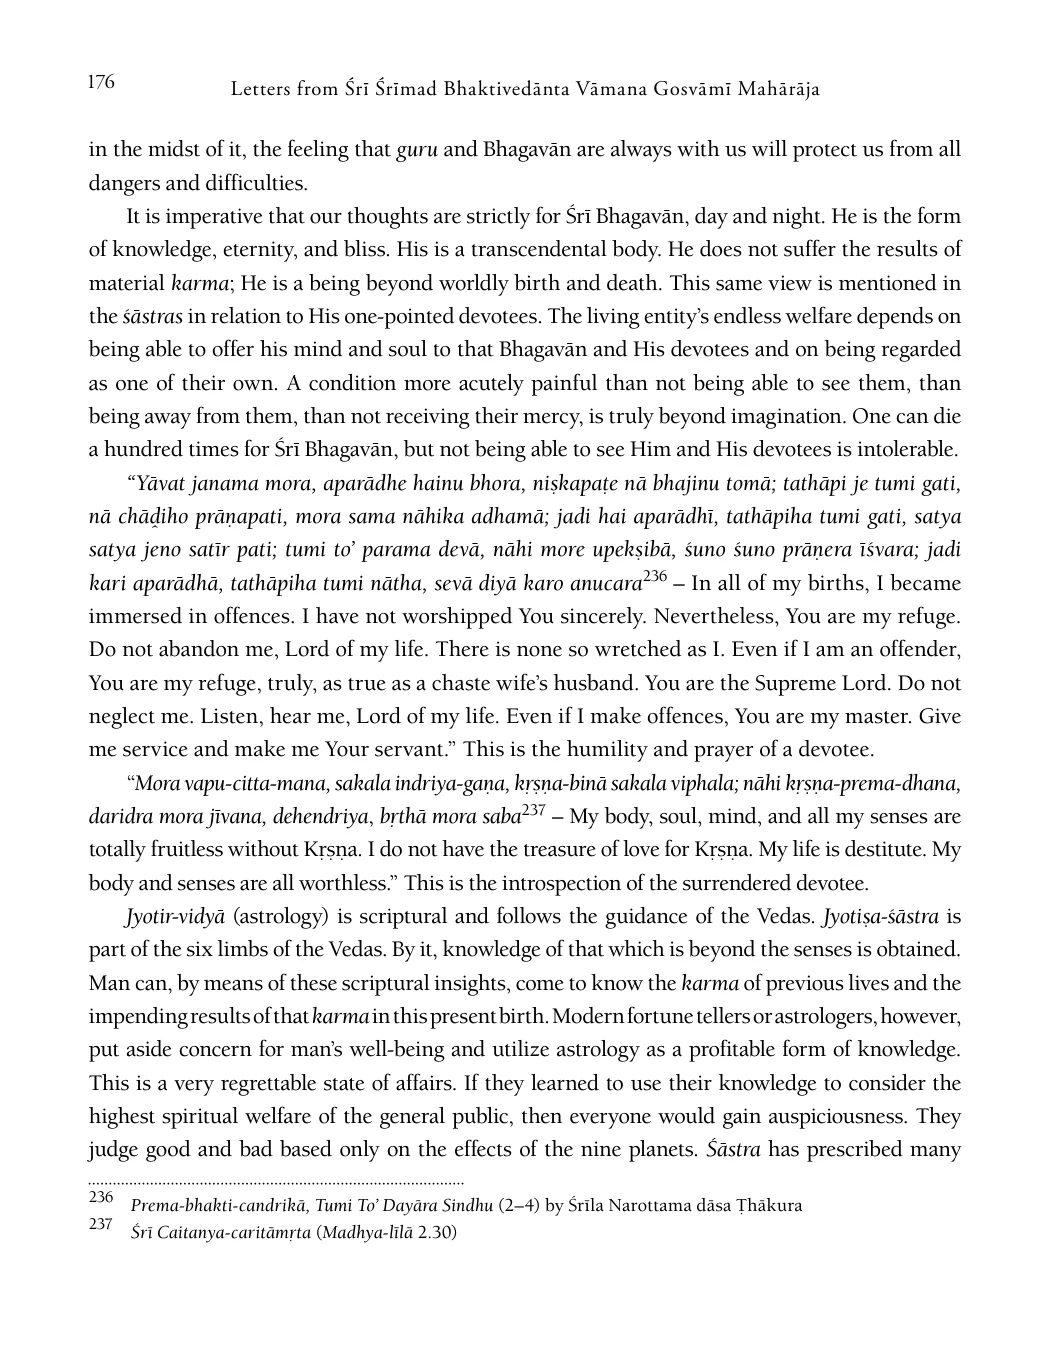 176
Letters from Śrī Śrīmad Bhaktivedānta Vāmana Gosvāmī Mahārāja
in the midst of it, the feeling that guru and Bhagavān are always with us will protect us from all
dangers and difficulties.
It is imperative that our thoughts are strictly for Śrī Bhagavān, day and night. He is the form
of knowledge, eternity, and bliss. His is a transcendental body. He does not suffer the results of
material karma; He is a being beyond worldly birth and death. This same view is mentioned in
the śāstras in relation to His one-pointed devotees. The living entity’s endless welfare depends on
being able to offer his mind and soul to that Bhagavān and His devotees and on being regarded
as one of their own. A condition more acutely painful than not being able to see them, than
being away from them, than not receiving their mercy, is truly beyond imagination. One can die
a hundred times for Śrī Bhagavān, but not being able to see Him and His devotees is intolerable.
“Yāvat janama mora, aparādhe hainu bhora, niṣkapaṭe nā bhajinu tomā; tathāpi je tumi gati,
nā chāḓiho prāṇapati, mora sama nāhika adhamā; jadi hai aparādhī, tathāpiha tumi gati, satya
satya jeno satīr pati; tumi to’ parama devā, nāhi more upekṣibā, śuno śuno prāṇera īśvara; jadi
kari aparādhā, tathāpiha tumi nātha, sevā diyā karo anucara236 – In all of my births, I became
immersed in offences. I have not worshipped You sincerely. Nevertheless, You are my refuge.
Do not abandon me, Lord of my life. There is none so wretched as I. Even if I am an offender,
You are my refuge, truly, as true as a chaste wife’s husband. You are the Supreme Lord. Do not
neglect me. Listen, hear me, Lord of my life. Even if I make offences, You are my master. Give
me service and make me Your servant.” This is the humility and prayer of a devotee.
“Mora vapu-citta-mana, sakala indriya-gaṇa, kṛṣṇa-binā sakala viphala; nāhi kṛṣṇa-prema-dhana,
daridra mora jīvana, dehendriya, bṛthā mora saba237 – My body, soul, mind, and all my senses are
totally fruitless without Kṛṣṇa. I do not have the treasure of love for Kṛṣṇa. My life is destitute. My
body and senses are all worthless.” This is the introspection of the surrendered devotee.
Jyotir-vidyā (astrology) is scriptural and follows the guidance of the Vedas. Jyotiṣa-śāstra is
part of the six limbs of the Vedas. By it, knowledge of that which is beyond the senses is obtained.
Man can, by means of these scriptural insights, come to know the karma of previous lives and the
impending results of that karma in this present birth. Modern fortune tellers or astrologers, however,
put aside concern for man’s well-being and utilize astrology as a profitable form of knowledge.
This is a very regrettable state of affairs. If they learned to use their knowledge to consider the
highest spiritual welfare of the general public, then everyone would gain auspiciousness. They
judge good and bad based only on the effects of the nine planets. Śāstra has prescribed many
236 Prema-bhakti-candrikā, Tumi To’ Dayāra Sindhu (2–4) by Śrīla Narottama dāsa Ṭhākura
237 Śrī Caitanya-caritāmṛta (Madhya-līlā 2.30)